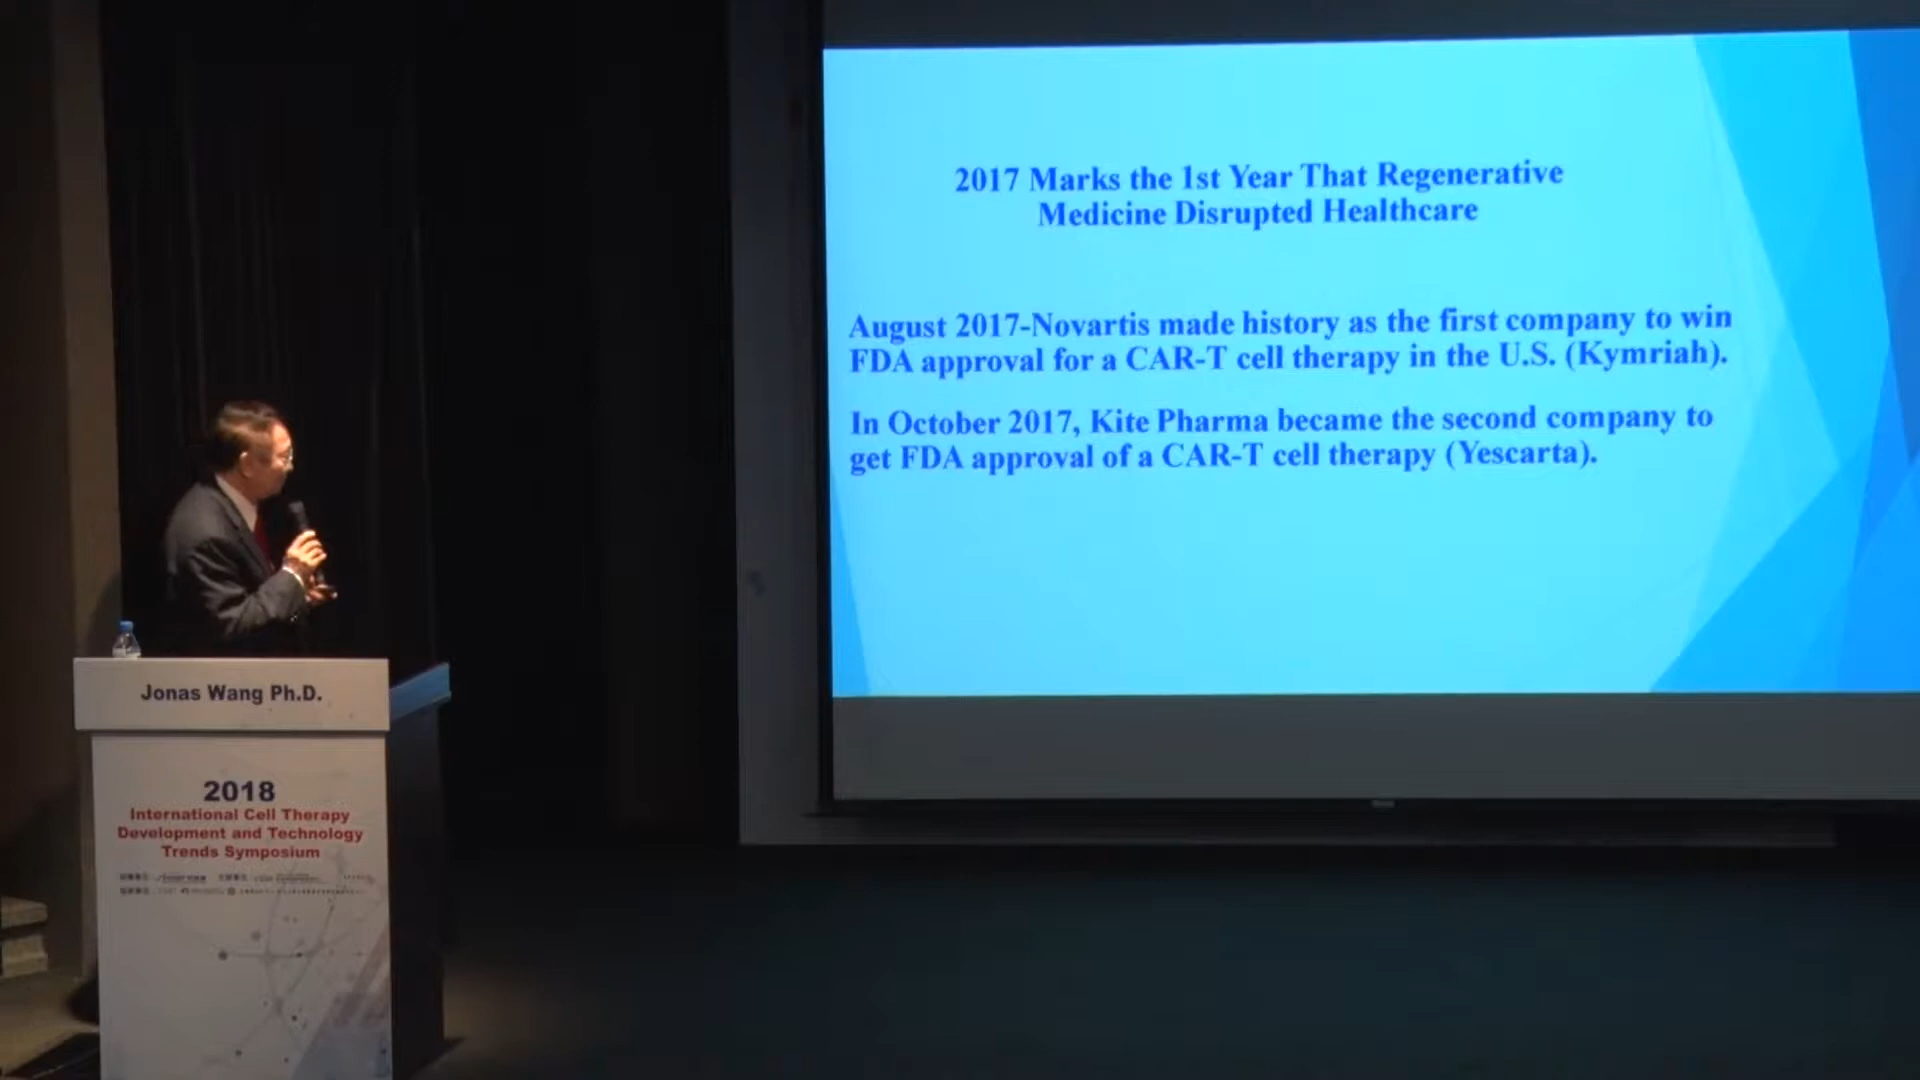 2017 Marks the 1st Year That Regenerative
Medicine Disrupted Healthcare
August 2017-Novartis made history as the first company to win
FDA approval for a CAR-T cell therapy in the U.S. (Kymriah).
In October 2017, Kite Pharma became the second company to
get FDA approval of a CAR-T cell therapy (Yescarta).
Jonas Wang Ph.D.
2018
International Cell Therapy
Development and Technology
Trends Symposium